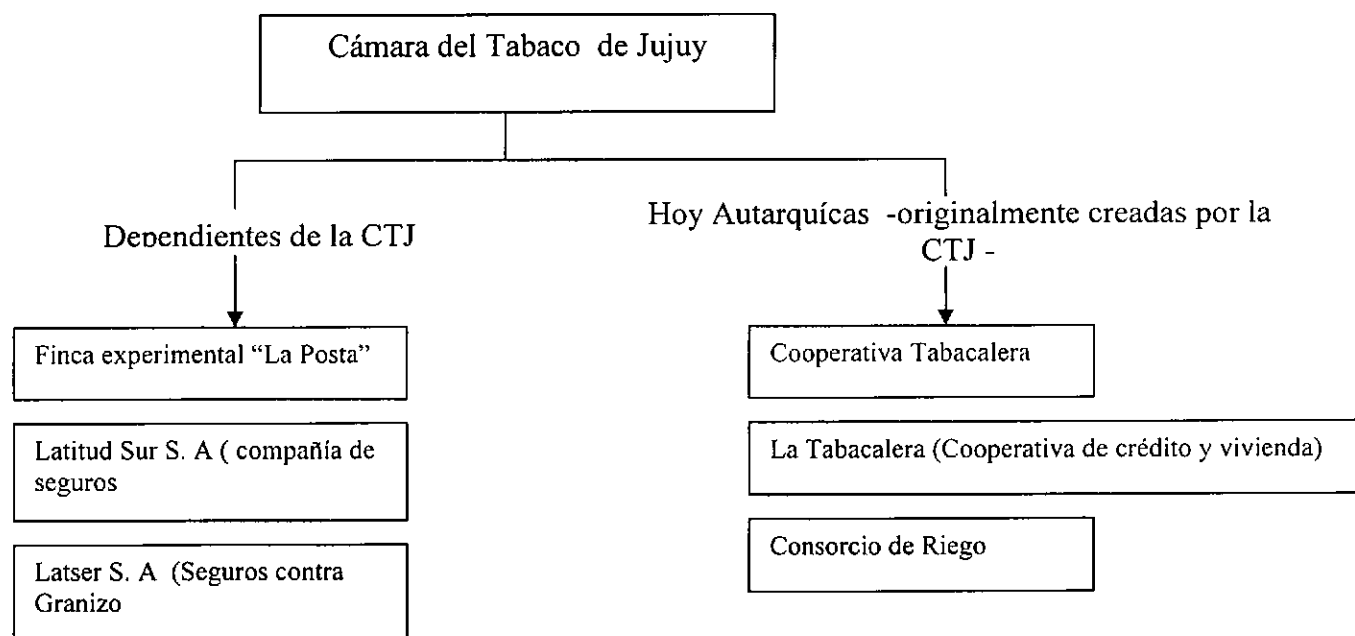 Cámara del Tabaco de Jujuy
Dependientes de la CTJ
Hoy Autarquícas -originalmente creadas por la
CTJ -
Finca experimental “La Posta”
Latitud Sur S. A ( compañía de
seguros
Latser S. A (Seguros contra
Granizo
Cooperativa Tabacalera
La Tabacalera (Cooperativa de crédito y vivienda)
Consorcio de Riego